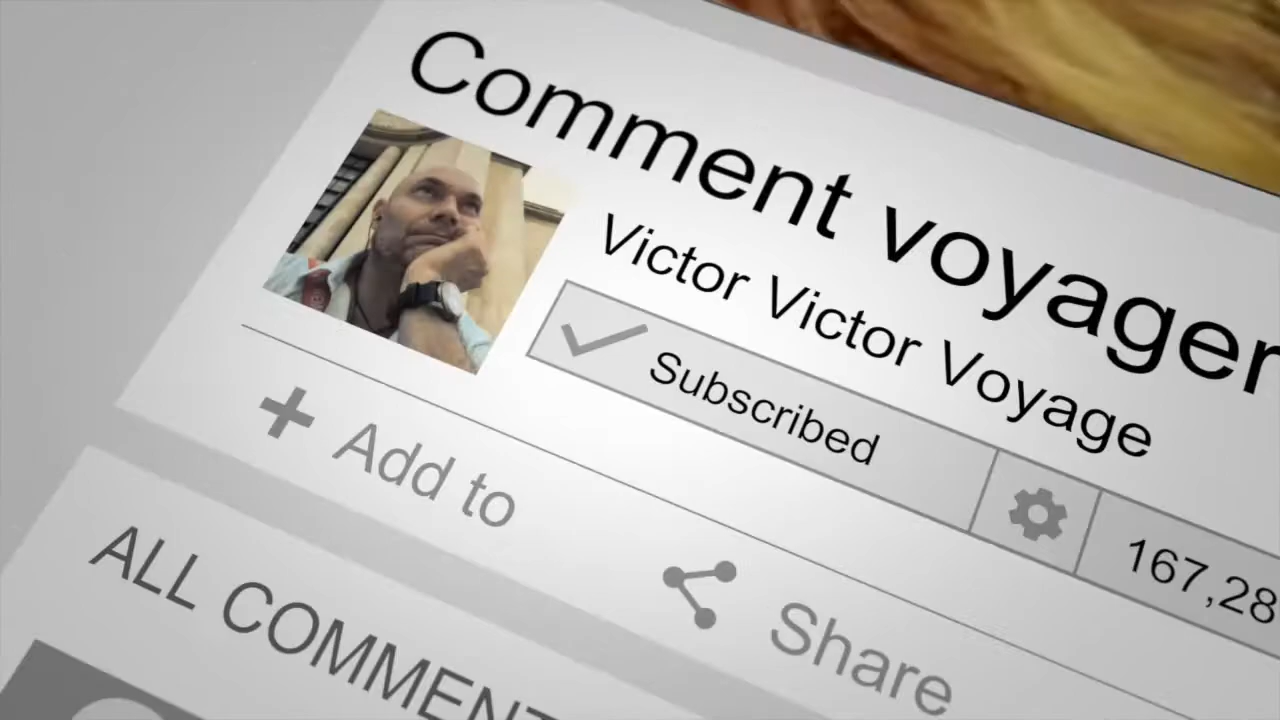 Comment voyager
Victor Victor Voyage
Subscribed
167,28
Add to
Share
ALL COMMENT